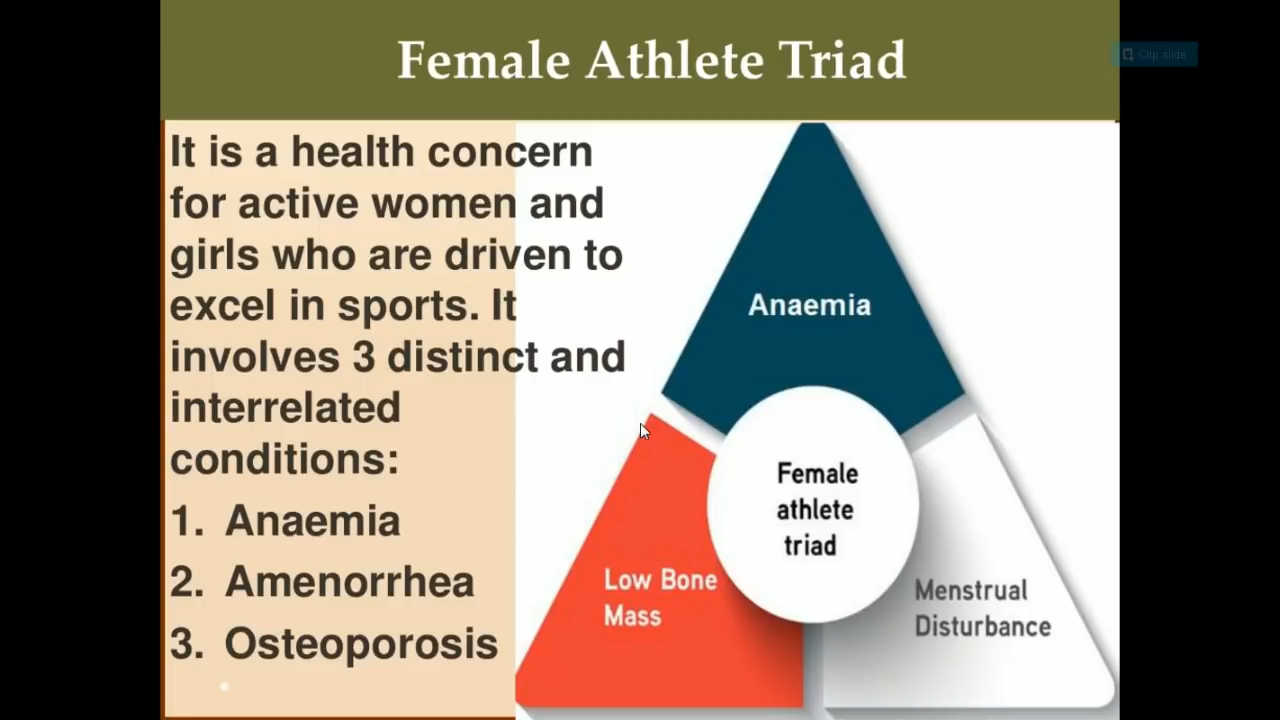 Female Athlete Triad
Clip slide
It is a health concern
for active women and
girls who are driven to
excel in sports. It
involves 3 distinct and
interrelated
conditions:
1. Anaemia
2. Amenorrhea
3. Osteoporosis
Anaemia
Female
athlete
triad
Low Bone
Mass
Menstrual
Disturbance